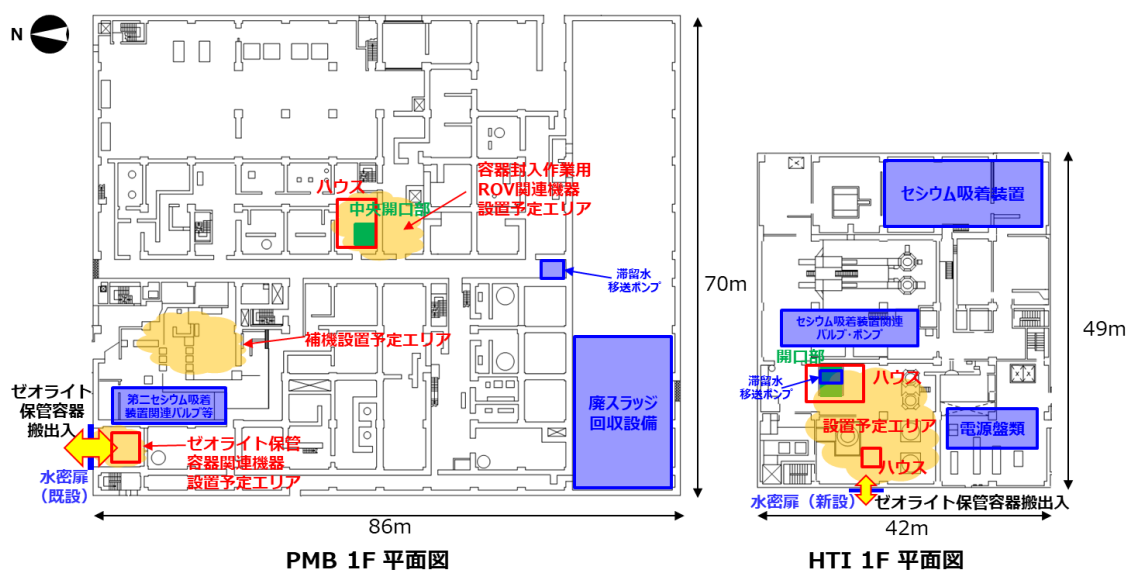 N
容器封入作業用
ROV関連機器
設置予定エリア
ハウス
中央開口部
滞留水
移送ポンプ
補機設置予定エリア
ゼオライト
保管容器
搬出入
第二セシウム吸着
装置関連バルブ等
廃スラッジ
回収設備
ゼオライト保管
容器関連機器
設置予定エリア
水密扉
（既設）
70m
86m
PMB 1F 平面図
セシウム吸着装置
セシウム吸着装置関連
バルブ・ポンプ
開口部
滞留水
移送ポンプ
ハウス
設置予定エリア
電源盤類
ハウス
水密扉（新設）
ゼオライト保管容器搬出入
49m
42m
HTI 1F 平面図